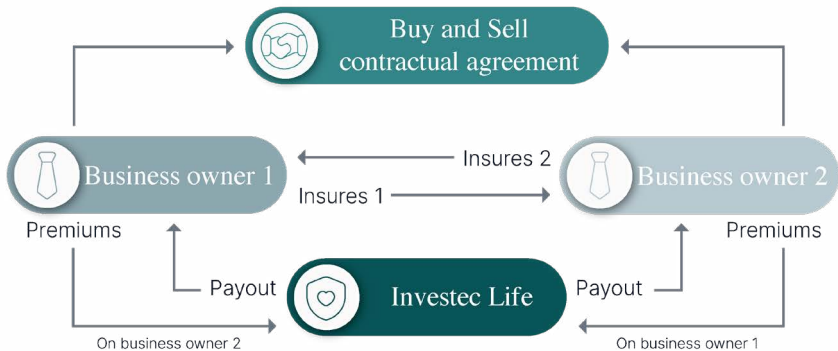 Buy and Sell
contractual agreement
Insures 2
Business owner 1
Business owner 2
Insures 1
Premiums
Premiums
Payout
Investec Life
Payout
On business owner 2
On business owner 1